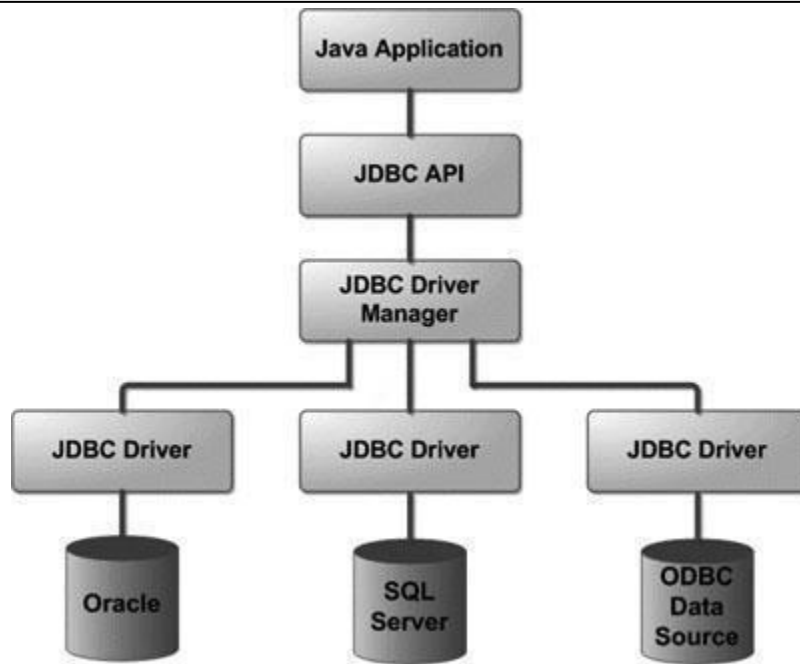 Java Application
JDBC API
JDBC Driver
Manager
JDBC Driver
JDBC Driver
JDBC Driver
Oracle
SQL
Server
ODBC
Data
Source